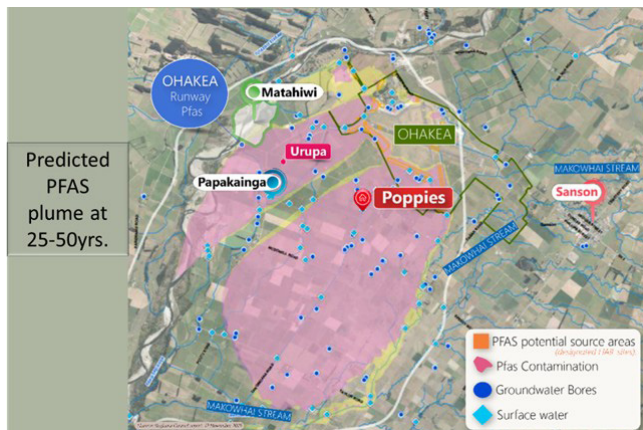 OHAKEA
Runway
Pfas
Matahiwi
Urupa
OHAKEA
Papakainga
Poppies
Predicted
PFAS
plume at
25-50yrs.
MAKOWHAI STREAM
Sanson
MAKOWHAI STREAM
PFAS potential source areas
Pfas Contamination
Groundwater Bores
Surface water
MAKOWHAI STREAM